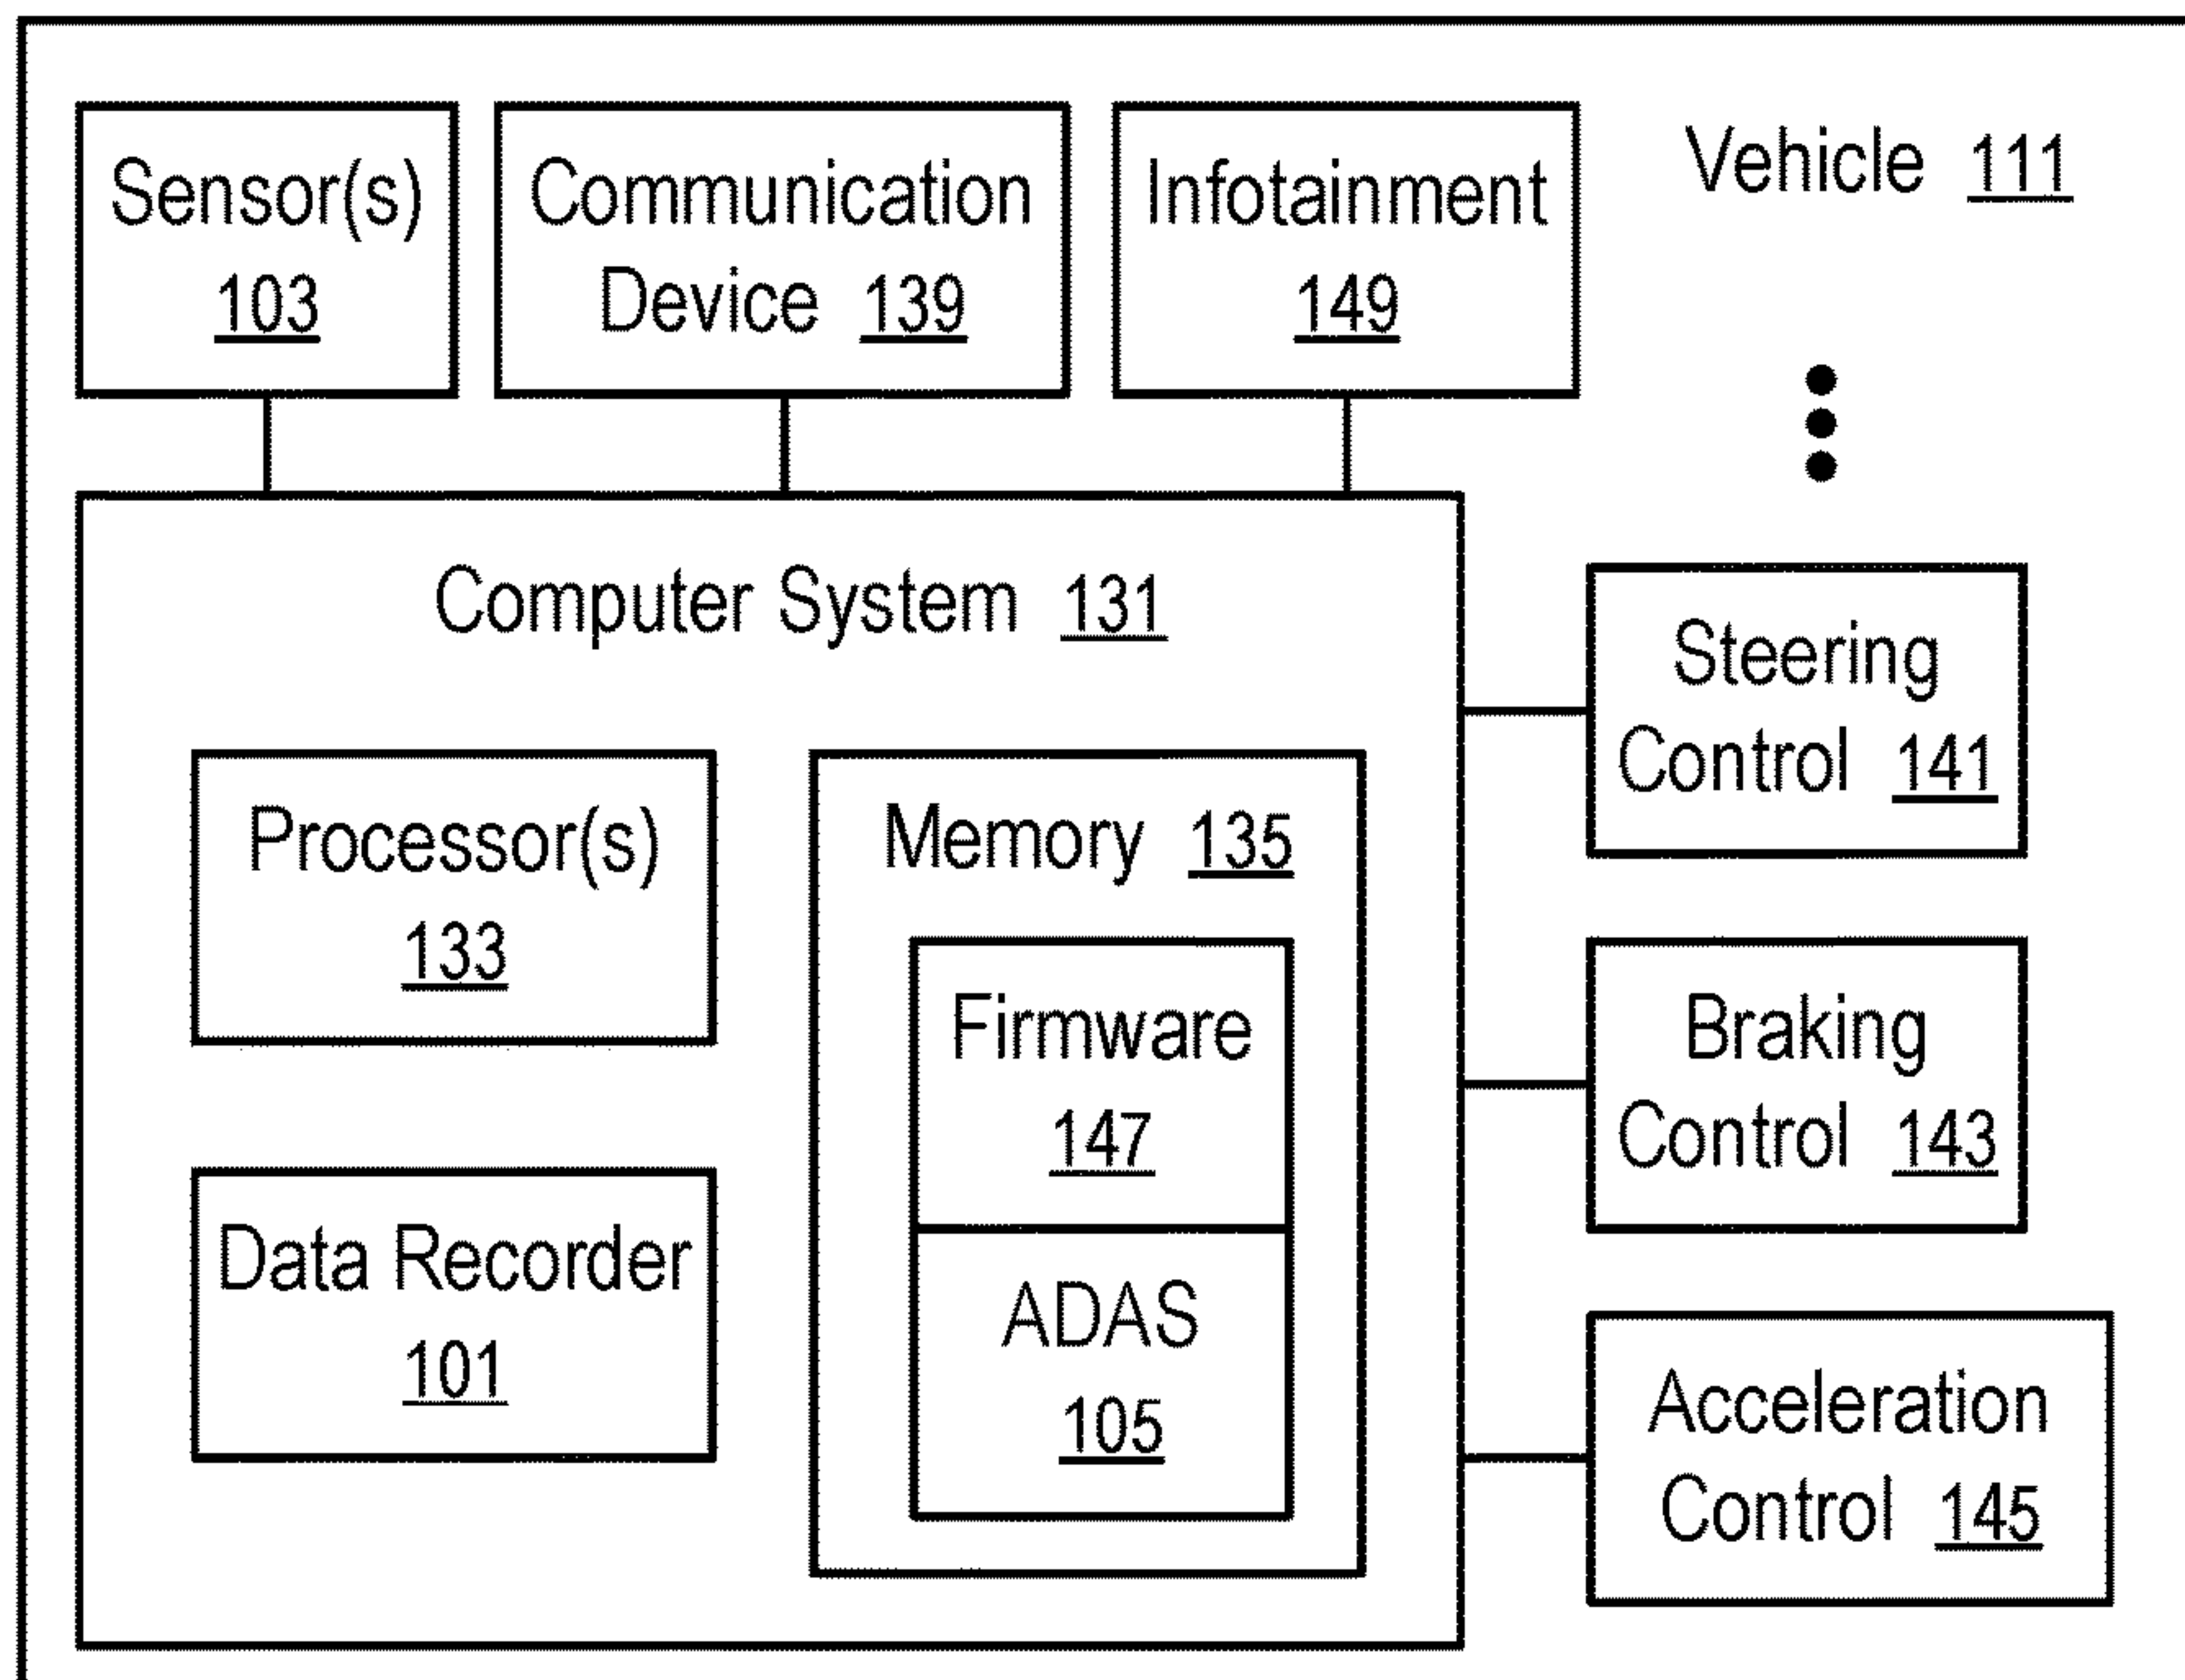 Sensor(s)
103
Communication
Device 139
Infotainment
149
Vehicle 111
Computer System 131
Processor(s)
133
Data Recorder
101
Memory 135
Firmware
147
ADAS
105
Steering
Control 141
Braking
Control 143
Acceleration
Control 145